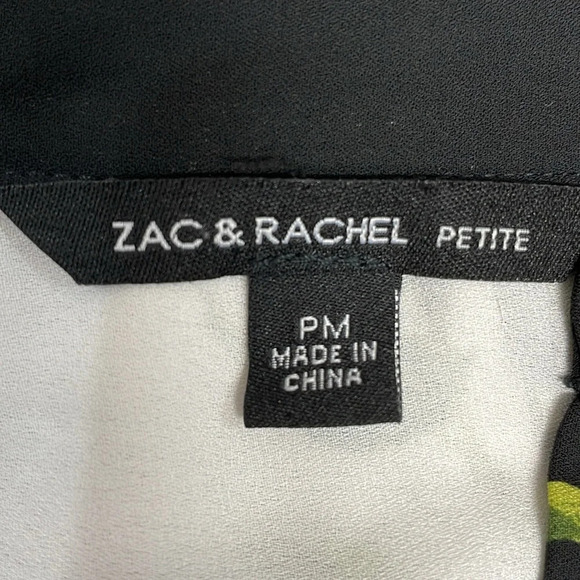 ZAC & RACHEL PETITE
PM
MADE IN
CHINA